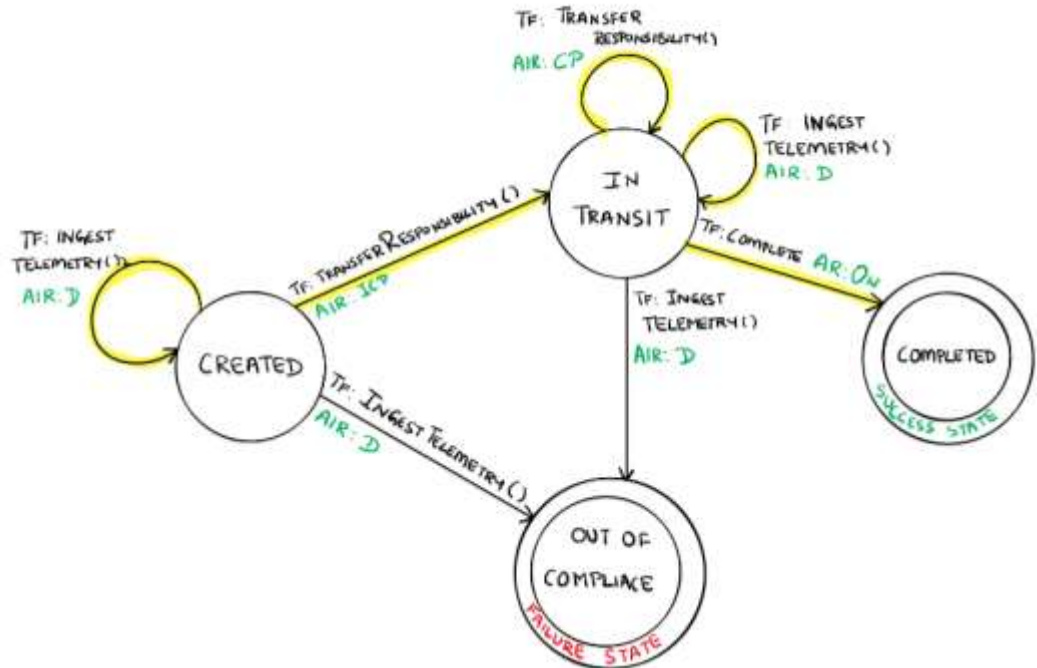 TF: TRANSFER
RESPONSIBILITY()
AIR: CP
TF: INGEST
TELEMETRY()
AIR: D
IN
TRANSIT
TF: INGEST
TELEMETRY()
AIR: D
TF: TRANSFER RESPONSIBILITY()
AIR: ICP
TF: COMPLETE AR: ON
TF: INGEST
TELEMETRY()
AIR: D
CREATED
COMPLETED
SUCCESS STATE
TF: INGEST TELEMETRY()
AIR: D
OUT OF
COMPLIACE
FAILURE STATE